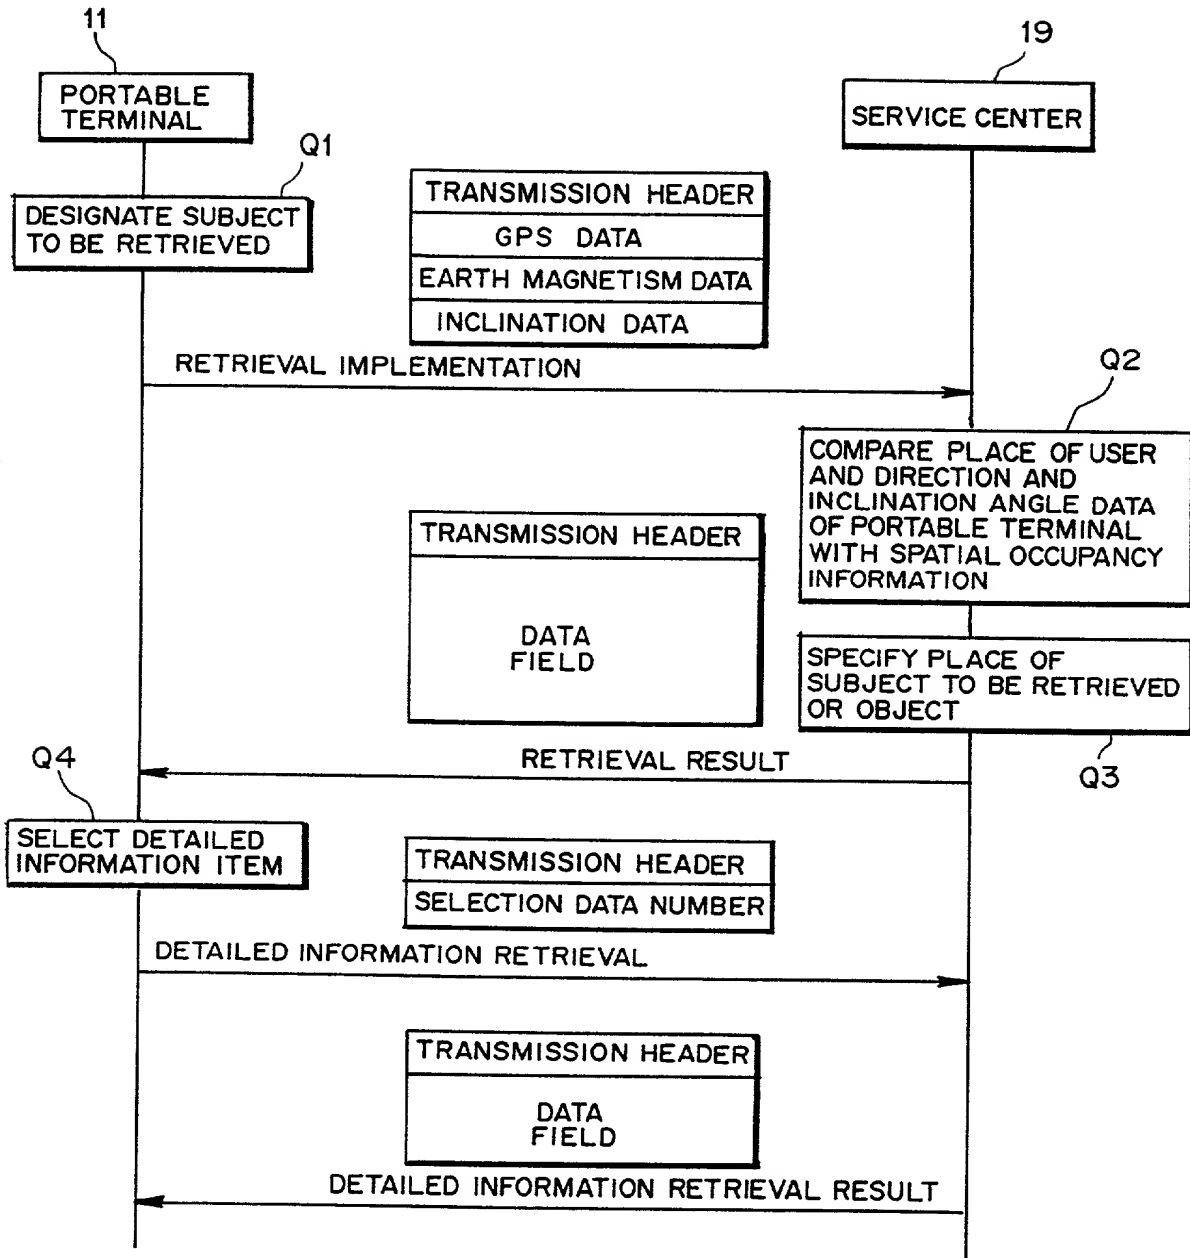 11
19
PORTABLE
TERMINAL
SERVICE CENTER
Q1
DESIGNATE SUBJECT
TO BE RETRIEVED
TRANSMISSION HEADER
GPS DATA
EARTH MAGNETISM DATA
INCLINATION DATA
RETRIEVAL IMPLEMENTATION
Q2
COMPARE PLACE OF USER
AND DIRECTION AND
INCLINATION ANGLE DATA
OF PORTABLE TERMINAL
WITH SPATIAL OCCUPANCY
INFORMATION
TRANSMISSION HEADER
DATA
FIELD
SPECIFY PLACE OF
SUBJECT TO BE RETRIEVED
OR OBJECT
Q3
RETRIEVAL RESULT
Q4
SELECT DETAILED
INFORMATION ITEM
TRANSMISSION HEADER
SELECTION DATA NUMBER
DETAILED INFORMATION RETRIEVAL
TRANSMISSION HEADER
DATA
FIELD
DETAILED INFORMATION RETRIEVAL RESULT